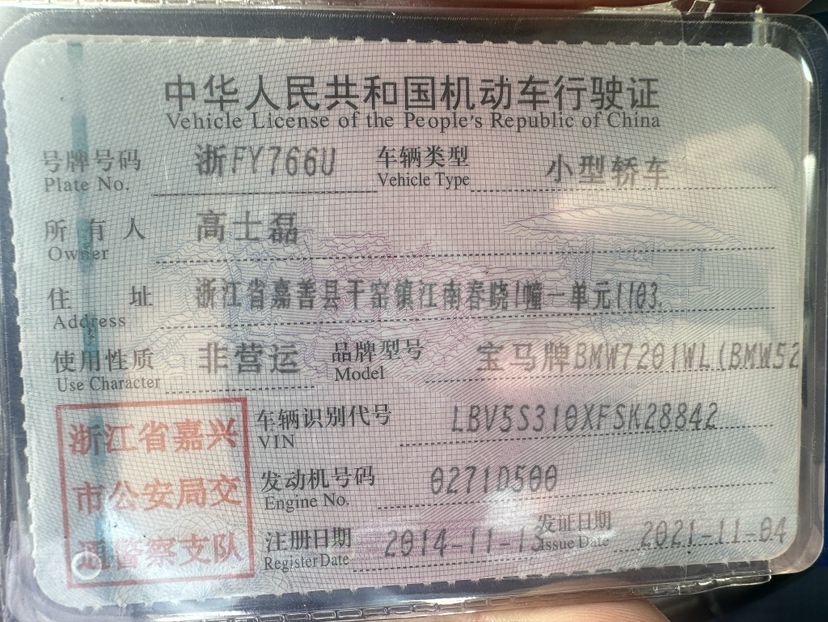 中华人民共和国机动车行驶证
Vehicle License of the People's Republic of China
号牌号码 浙FY766U 车辆类型 小型轿车
Plate No. Vehicle Type
所有人 高士磊
Owner
住址 浙江省嘉善县干窑镇江南春晓1幢一单元1103
Address
使用性质 非营运 品牌型号 宝马牌BMW7201WL(BMW52
Use Character Model
浙江省嘉兴 车辆识别代号 LBV5S310XFSK28842
VIN
市公安局交 发动机号码 0271D500
Engine No.
通警察支队 注册日期 2014-11-13 发证日期 2021-11-04
Register Date Issue Date